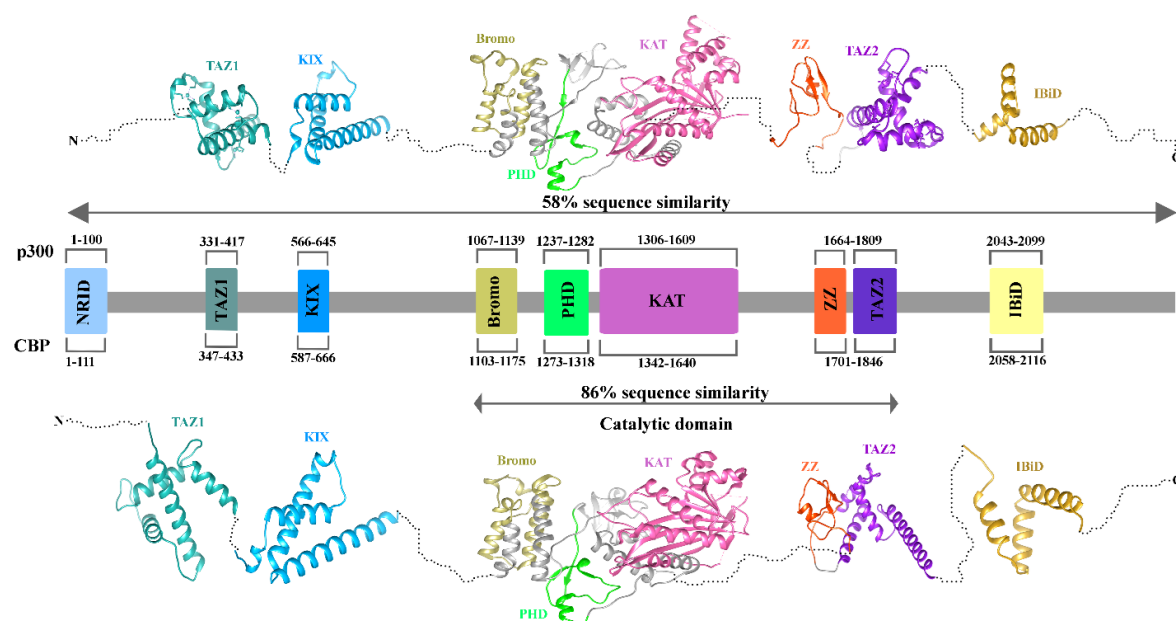 Bromo KAT ZZ TAZ2
TAZ1 KIX
IBiD
N
PHD
C
58% sequence similarity
p300 1-100 331-417 566-645 1067-1139 1237-1282 1306-1609 1664-1809 2043-2099
NRID TAZ1 KIX Bromo PHD KAT ZZ TAZ2 IBiD
CBP 1-111 347-433 587-666 1103-1175 1273-1318 1342-1640 1701-1846 2058-2116
86% sequence similarity
Catalytic domain
N TAZ1 KIX Bromo KAT ZZ TAZ2 IBiD
C
PHD